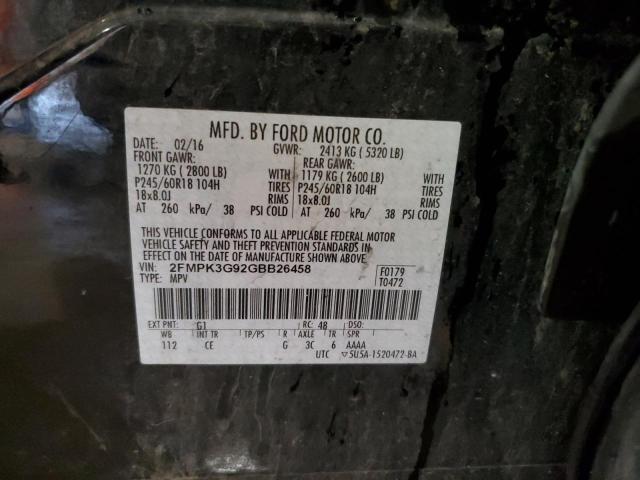 MFD. BY FORD MOTOR CO.
DATE: 02/16 GVWR: 2413 KG ( 5320 LB)
FRONT GAWR: REAR GAWR:
1270 KG ( 2800 LB) WITH 1179 KG ( 2600 LB) WITH
P245/60R18 104H TIRES P245/60R18 104H TIRES
18x8.0J RIMS 18x8.0J RIMS
AT 260 kPa/ 38 PSI COLD AT 260 kPa/ 38 PSI COLD
THIS VEHICLE CONFORMS TO ALL APPLICABLE FEDERAL MOTOR
VEHICLE SAFETY AND THEFT PREVENTION STANDARDS IN
EFFECT ON THE DATE OF MANUFACTURE SHOWN ABOVE.
VIN: 2FMPK3G92GBB26458 F0179
TYPE: MPV T0472
EXT PNT: G1 RC: 48 DSO:
WB INT TR TP/PS R AXLE TR SPR
112 CE G 3C 6 AAAA
UTC ▽5U5A-1520472-BA